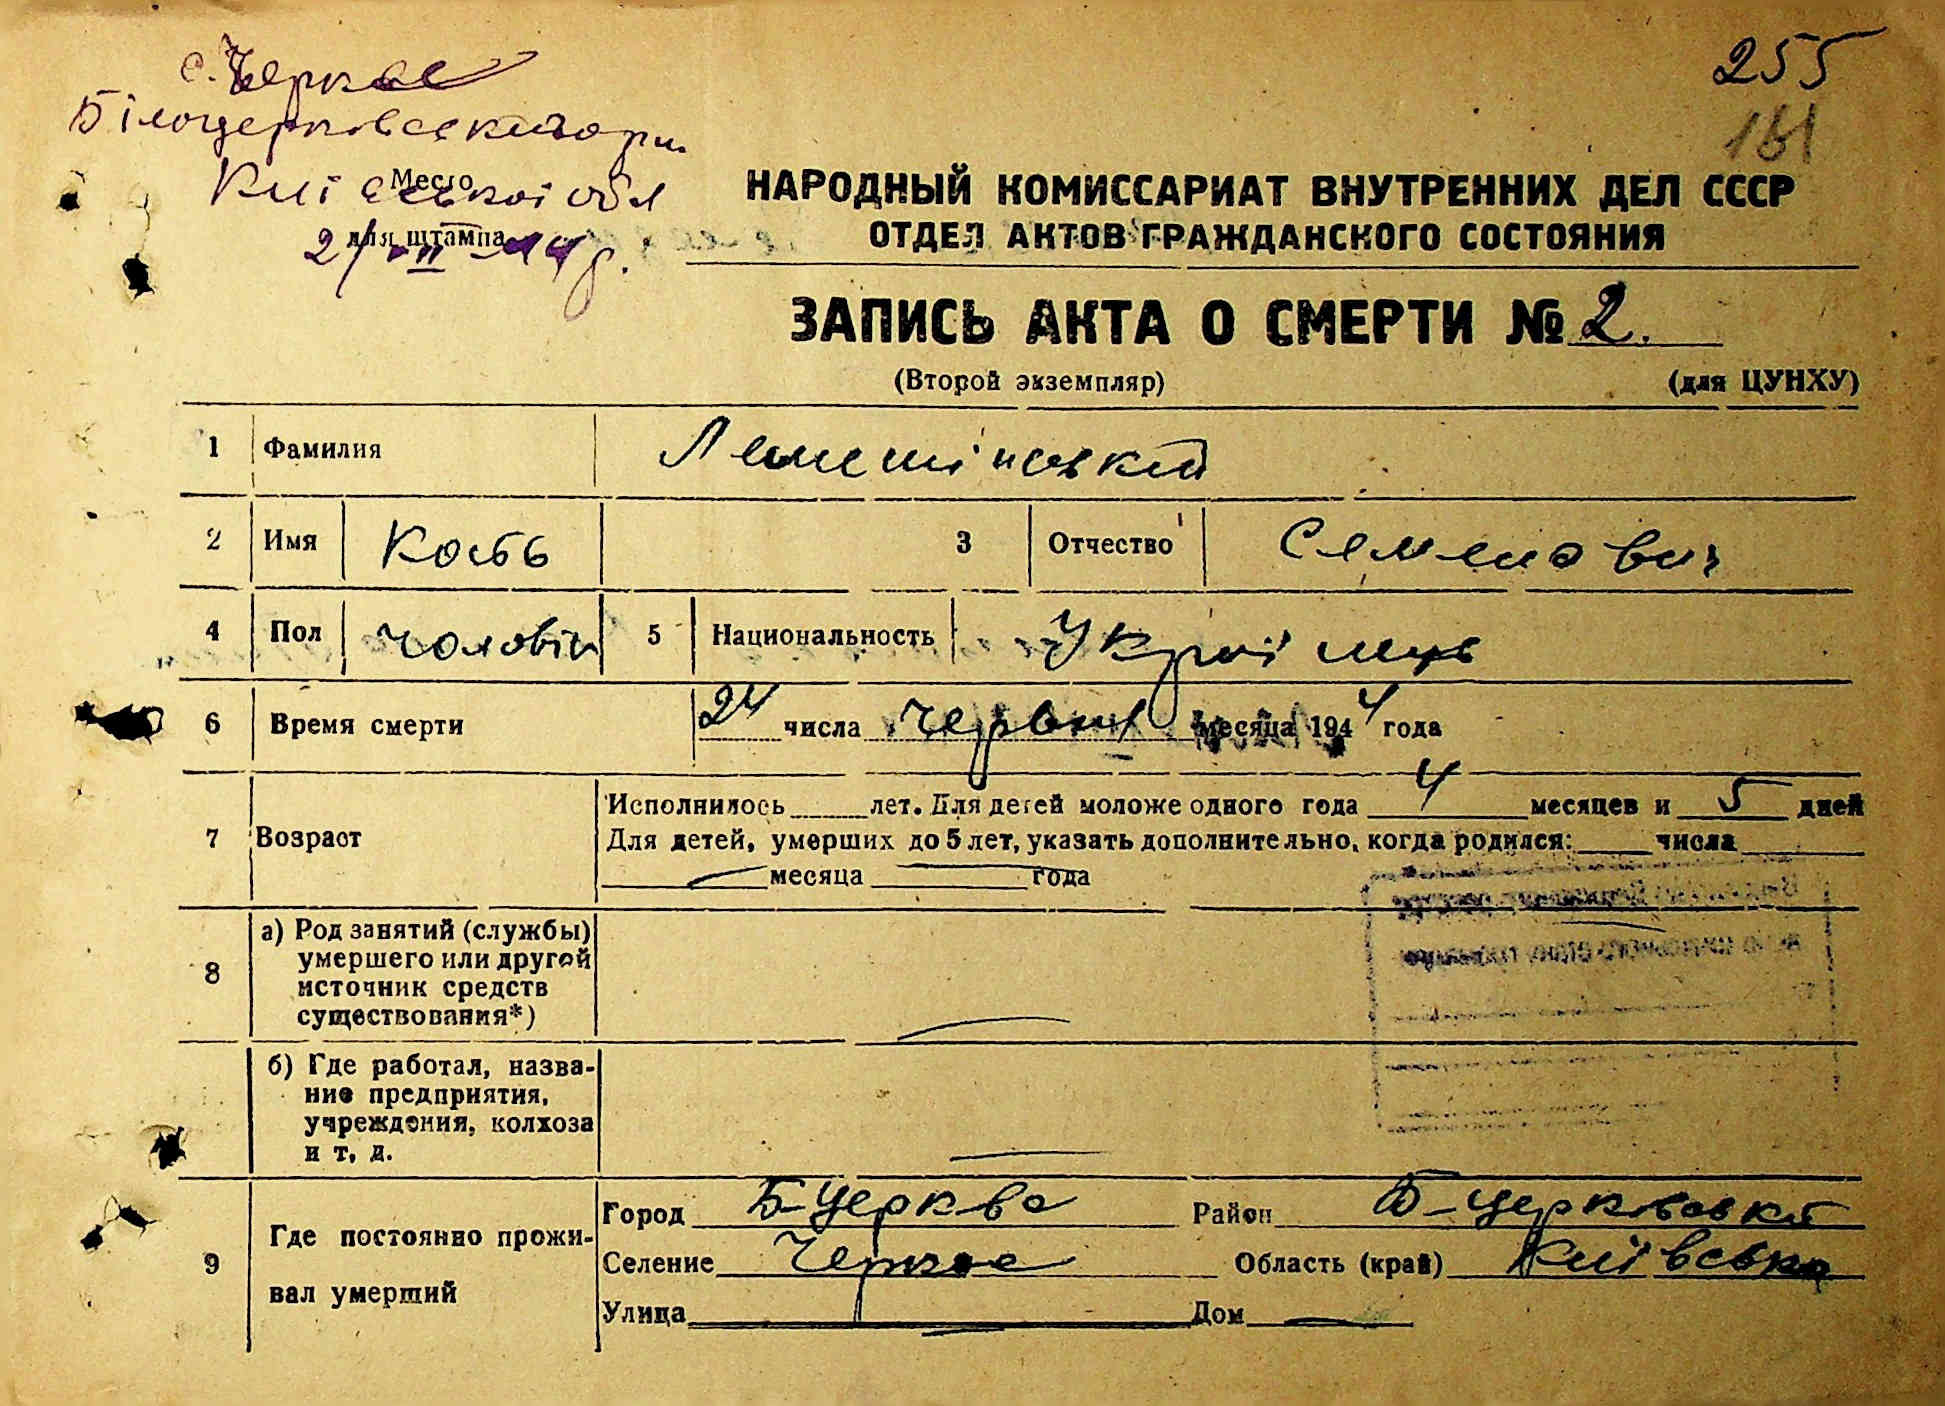 с. Черкас
Білоцерківського р-н.
Київської обл
Место
для штампа
255
161
НАРОДНЫЙ КОМИССАРИАТ ВНУТРЕННИХ ДЕЛ СССР
ОТДЕЛ АКТОВ ГРАЖДАНСКОГО СОСТОЯНИЯ
ЗАПИСЬ АКТА О СМЕРТИ № 2.
(Второй экземпляр) (для ЦУНХУ)
1 Фамилия Лемешінський
2 Имя Кость 3 Отчество Семенович
4 Пол чоловік 5 Национальность Українець
6 Время смерти 24 числа червня месяца 1944 года
7 Возраст Исполнилось лет. Для детей моложе одного года 4 месяцев и 5 дней
Для детей, умерших до 5 лет, указать дополнительно, когда родился: числа
месяца года
8 а) Род занятий (службы)
умершего или другой
источник средств
существования*)
б) Где работал, назва-
ние предприятия,
учреждения, колхоза
и т. д.
9 Где постоянно прожи-
вал умерший
Город Б-Церква Район Б-Церковский
Селение Черкас Область (край) Київська
Улица Дом